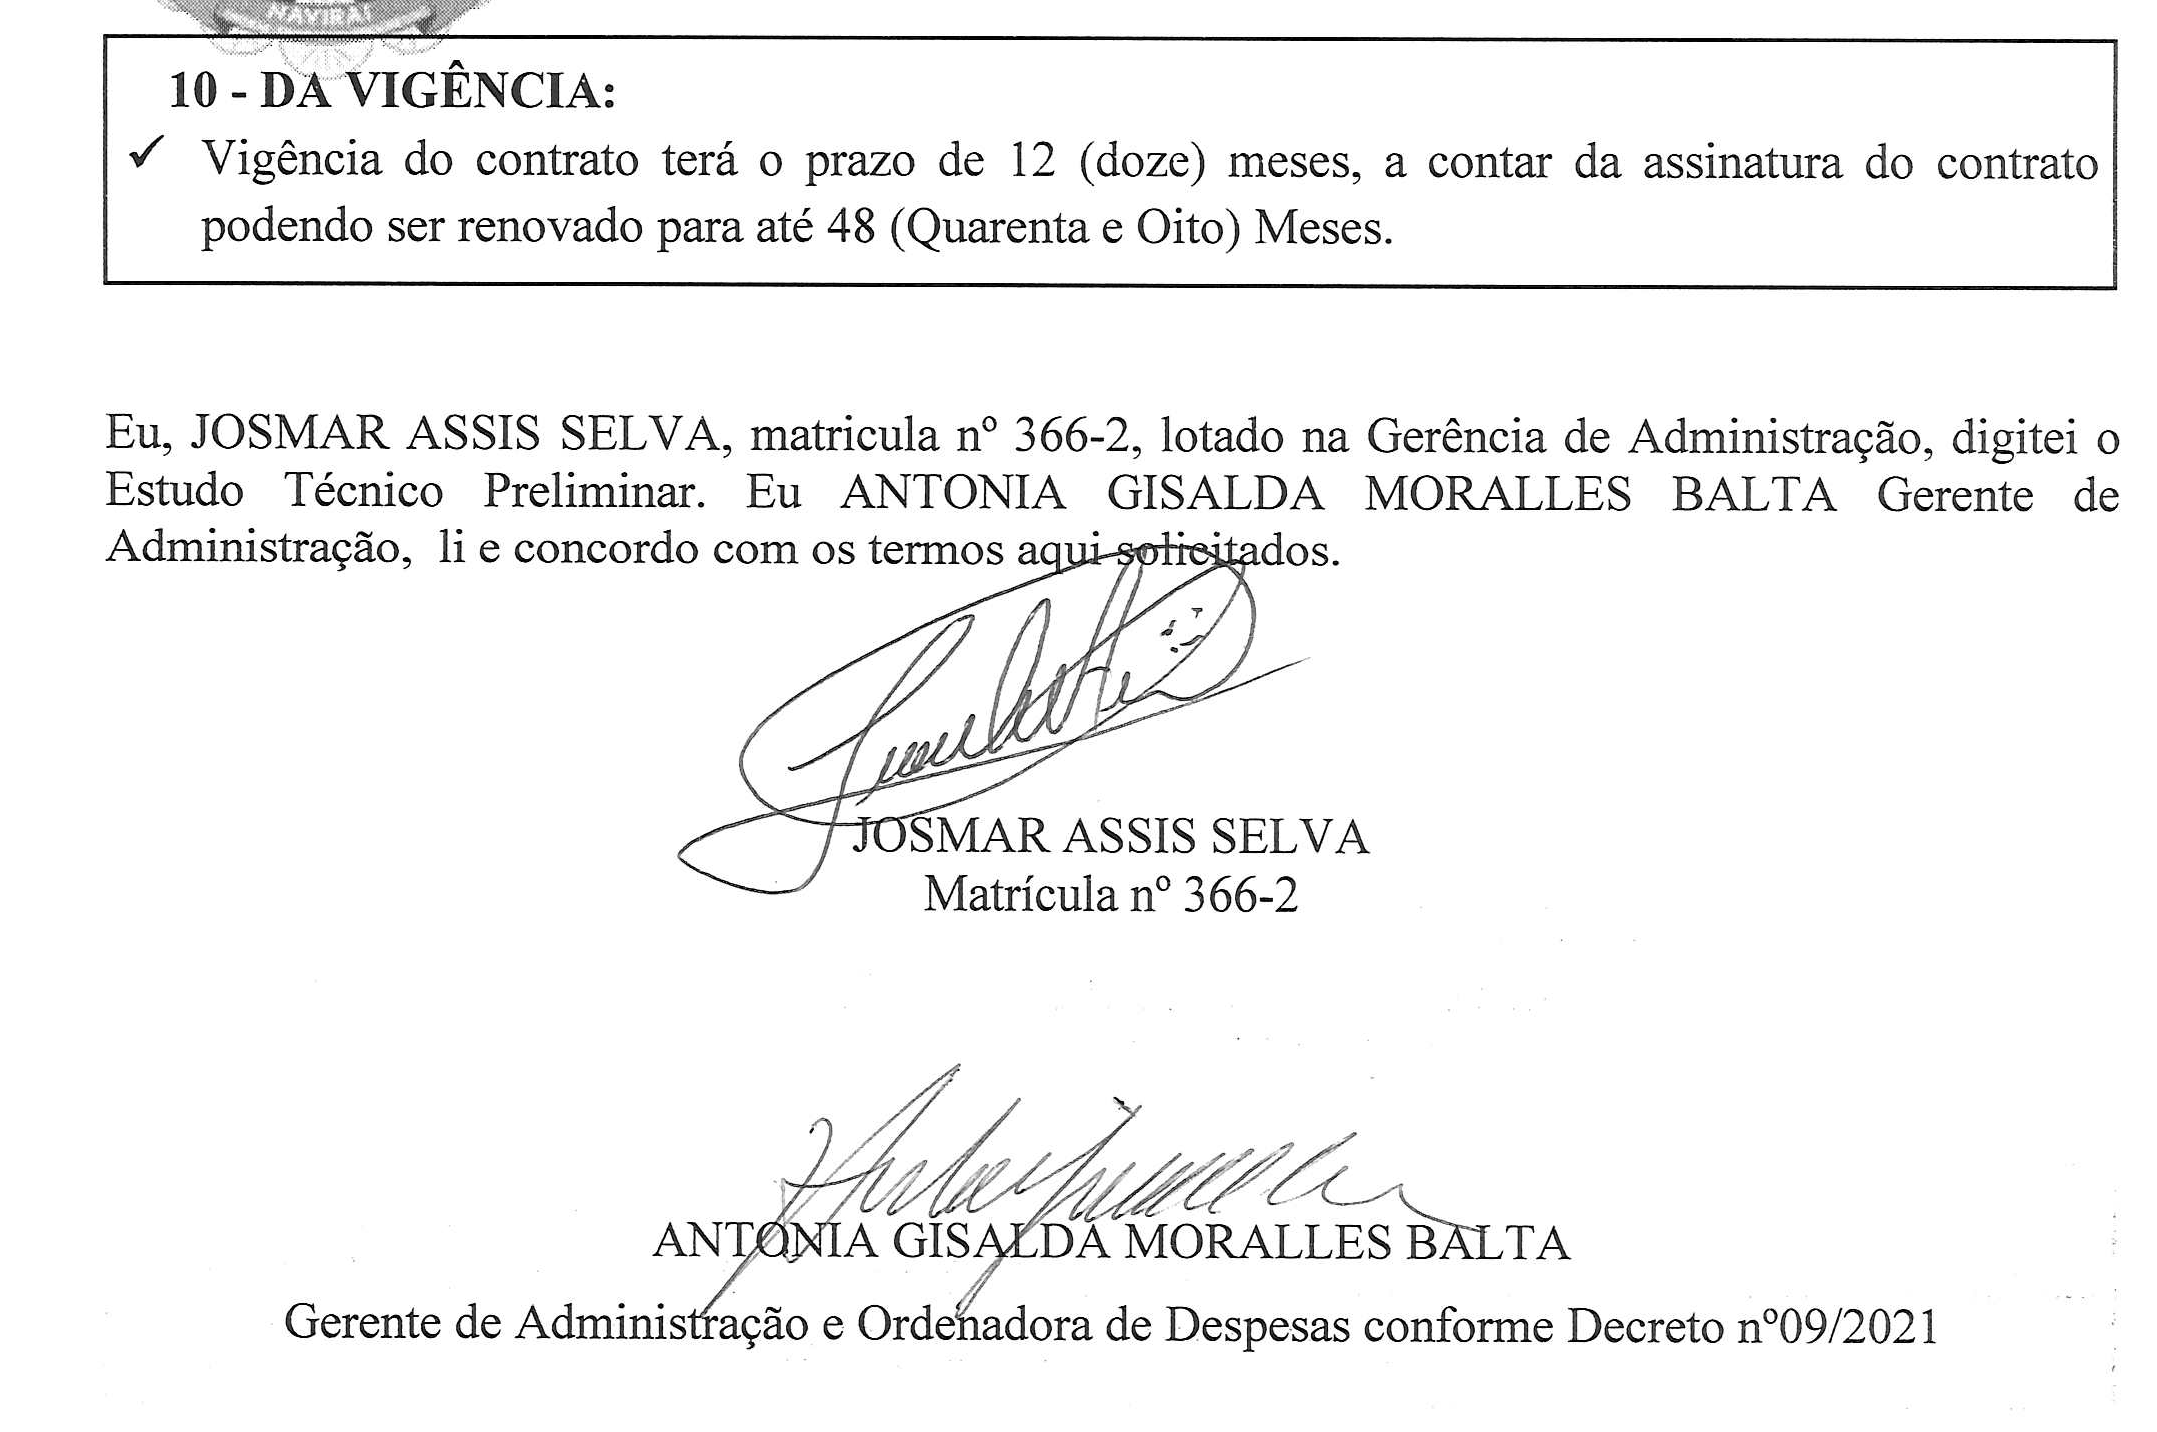 NAVIRAÍ
10 - DA VIGÊNCIA:
✓ Vigência do contrato terá o prazo de 12 (doze) meses, a contar da assinatura do contrato
podendo ser renovado para até 48 (Quarenta e Oito) Meses.
Eu, JOSMAR ASSIS SELVA, matricula nº 366-2, lotado na Gerência de Administração, digitei o
Estudo Técnico Preliminar. Eu ANTONIA GISALDA MORALLES BALTA Gerente de
Administração, li e concordo com os termos aqui solicitados.
JOSMAR ASSIS SELVA
Matrícula nº 366-2
ANTONIA GISALDA MORALLES BALTA
Gerente de Administração e Ordenadora de Despesas conforme Decreto nº09/2021